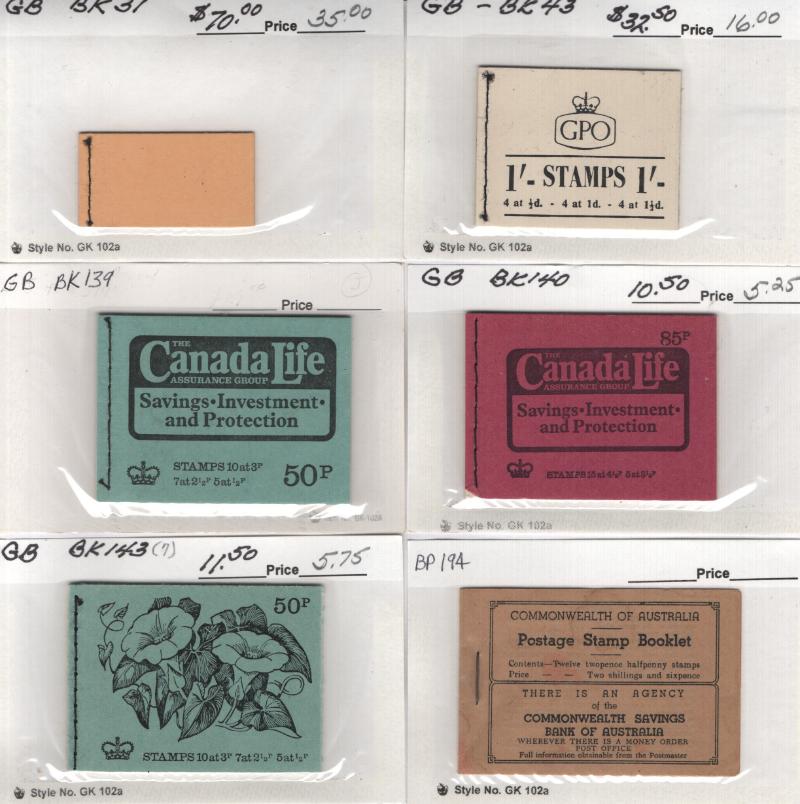 GB BK 31 $70.00 Price 35.00
Style No. GK 102a
GB - BK 43 $32.50 Price 16.00
GPO
1'- STAMPS 1'-
4 at ½d. - 4 at 1d. - 4 at 1½d.
Style No. GK 102a
GB BK139
Price
THE
Canada Life
ASSURANCE GROUP
Savings•Investment•
and Protection
STAMPS 10 at 3P
7 at 2½P 5 at ½P
50P
GK 102a
GB BK140 10.50 Price 5.25
85P
THE
Canada Life
ASSURANCE GROUP
Savings•Investment•
and Protection
Style No. GK 102a
GB BK143 (7) 11.50 Price 5.75
50P
STAMPS 10 at 3P 7 at 2½P 5 at ½P
Style No. GK 102a
BP 194
Price
COMMONWEALTH OF AUSTRALIA
Postage Stamp Booklet
Contents—Twelve twopence halfpenny stamps
Price — — Two shillings and sixpence
THERE IS AN AGENCY
of the
COMMONWEALTH SAVINGS
BANK OF AUSTRALIA
WHEREVER THERE IS A MONEY ORDER
POST OFFICE
Full information obtainable from the Postmaster
Style No. GK 102a